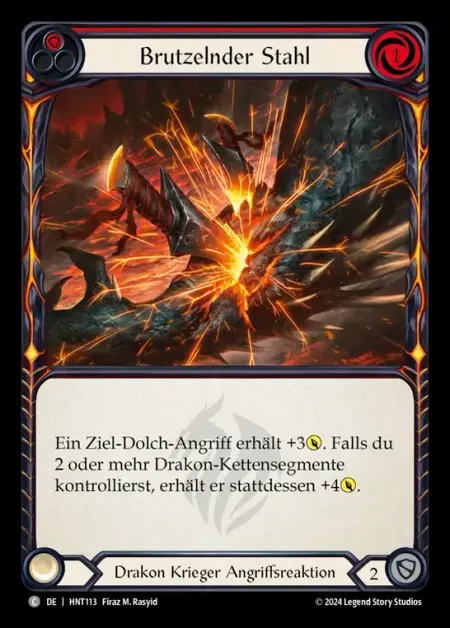 Brutzelnder Stahl
1
Ein Ziel-Dolch-Angriff erhält +3. Falls du
2 oder mehr Drakon-Kettensegmente
kontrollierst, erhält er stattdessen +4.
Drakon Krieger Angriffsreaktion
2
C DE | HNT113 Firaz M. Rasyid
© 2024 Legend Story Studios